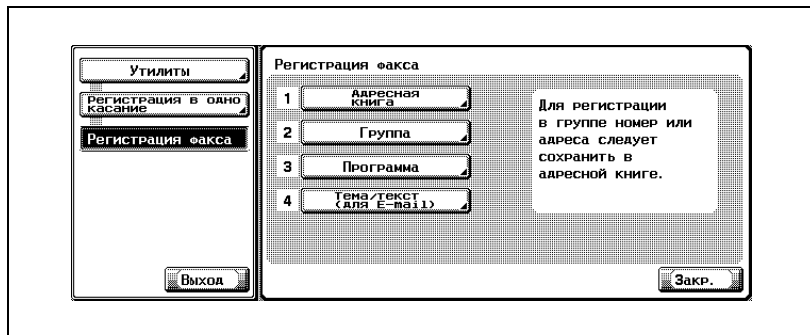 Утилиты
Регистрация в одно
касание
Регистрация факса
Выход
Регистрация факса
1 Адресная
книга
2 Группа
3 Программа
4 Тема/текст
(для E-mail)
Для регистрации
в группе номер или
адреса следует
сохранить в
адресной книге.
Закр.